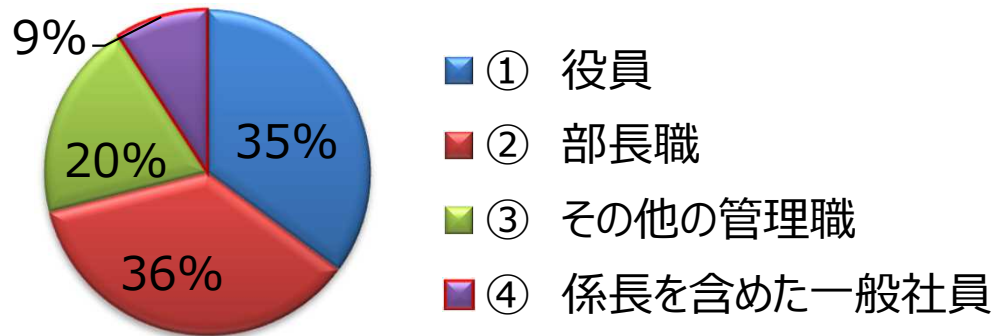 9%
35%
20%
36%
① 役員
② 部長職
③ その他の管理職
④ 係長を含めた一般社員